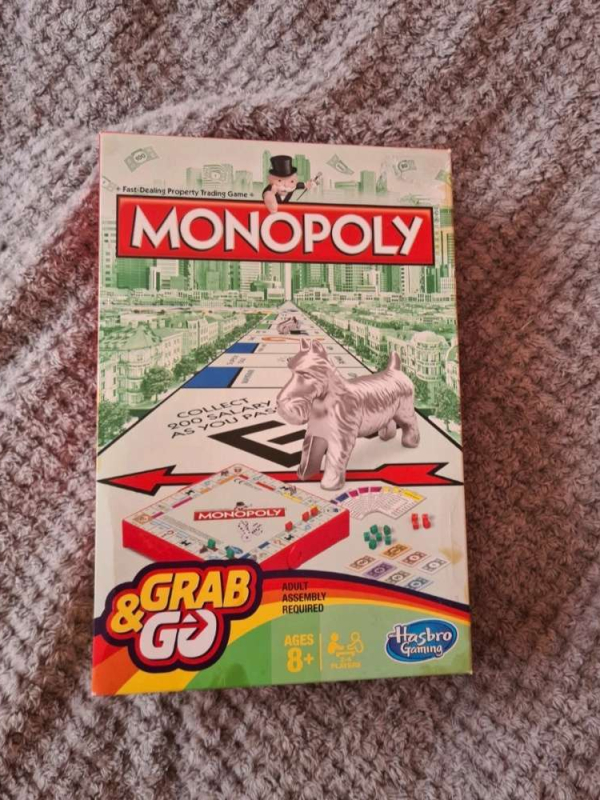 Fast-Dealing Property Trading Game
MONOPOLY
COLLECT
200 SALARY
AS YOU PASS
MONOPOLY
GRAB
& GO
ADULT
ASSEMBLY
REQUIRED
AGES
8+
PLAYERS
Hasbro
Gaming